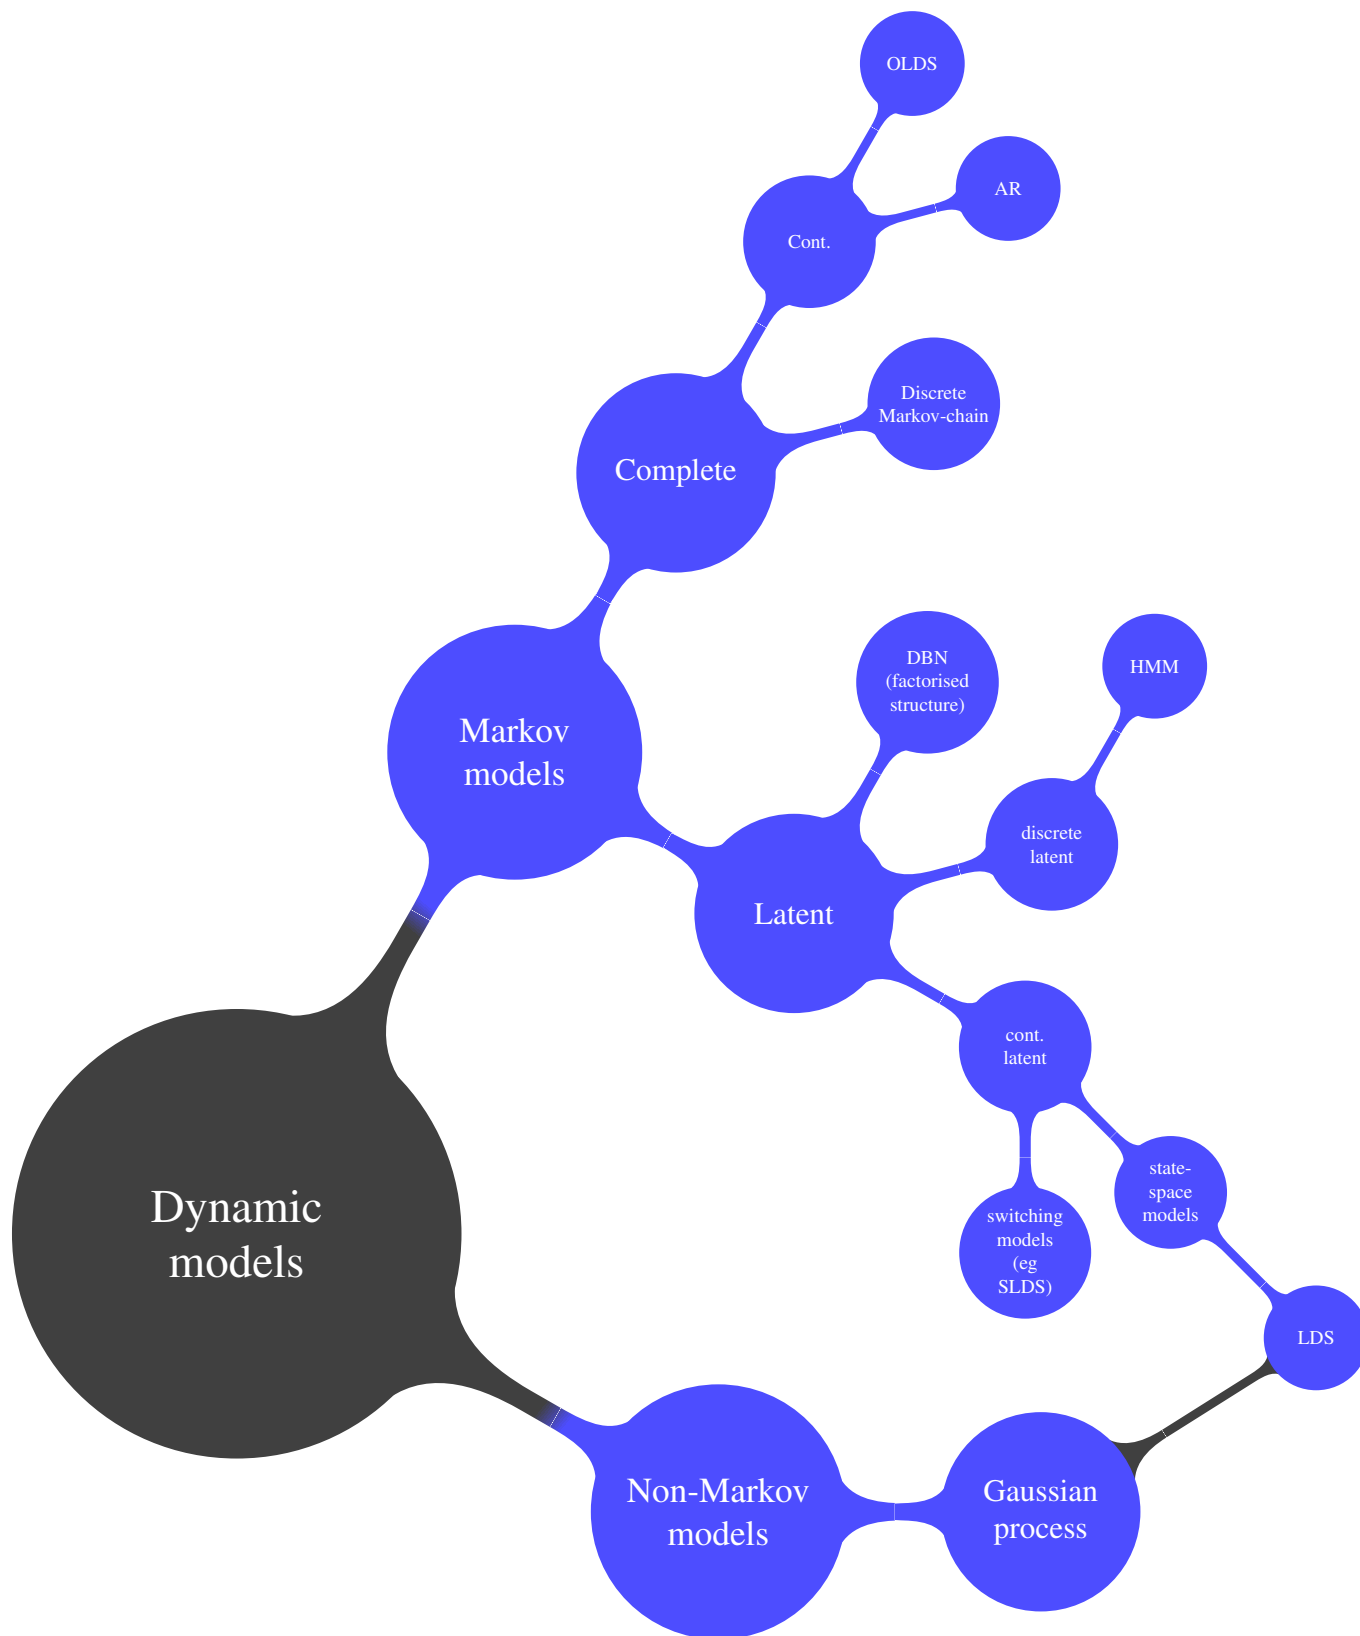 OLDS
AR
Cont.
Discrete
Markov-chain
Complete
DBN
(factorised
structure)
HMM
Markov
models
discrete
latent
Latent
cont.
latent
state-
space
models
switching
models
(eg
SLDS)
Dynamic
models
LDS
Non-Markov
models
Gaussian
process